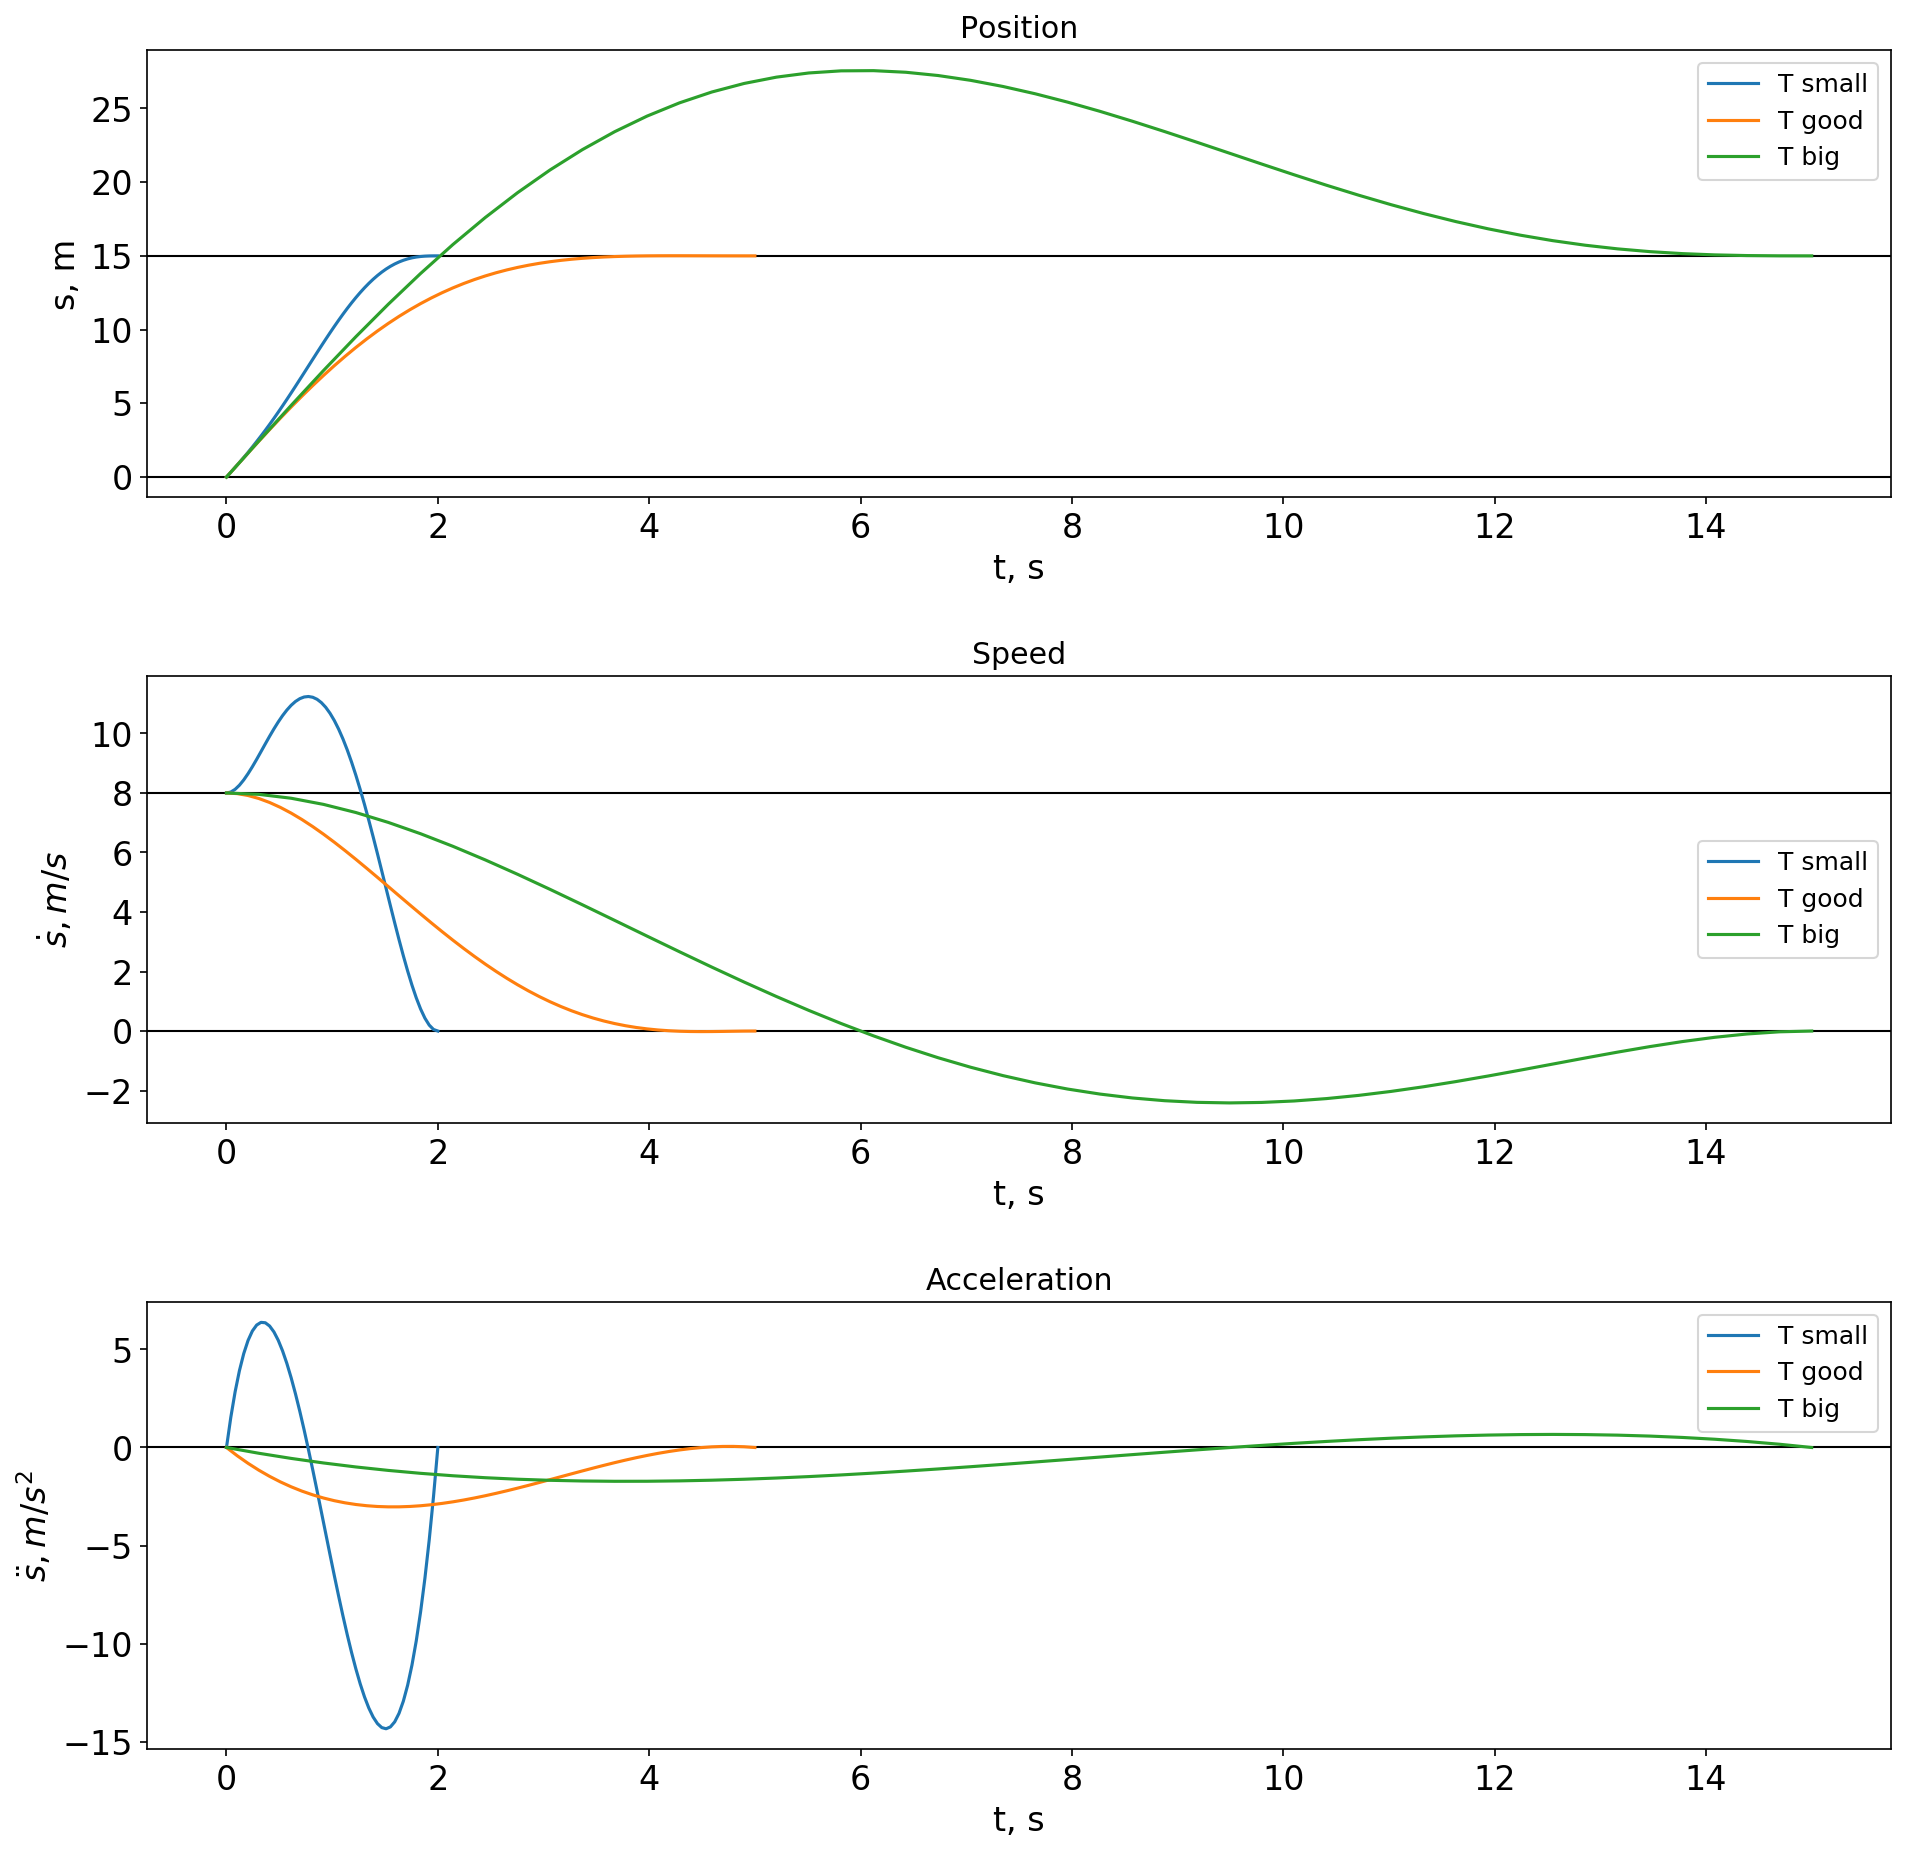 Position
s, m
25
20
15
10
5
0
T small
T good
T big
0 2 4 6 8 10 12 14
t, s
Speed
ṡ, m/s
10
8
6
4
2
0
−2
T small
T good
T big
0 2 4 6 8 10 12 14
t, s
Acceleration
s̈, m/s²
5
0
−5
−10
−15
T small
T good
T big
0 2 4 6 8 10 12 14
t, s